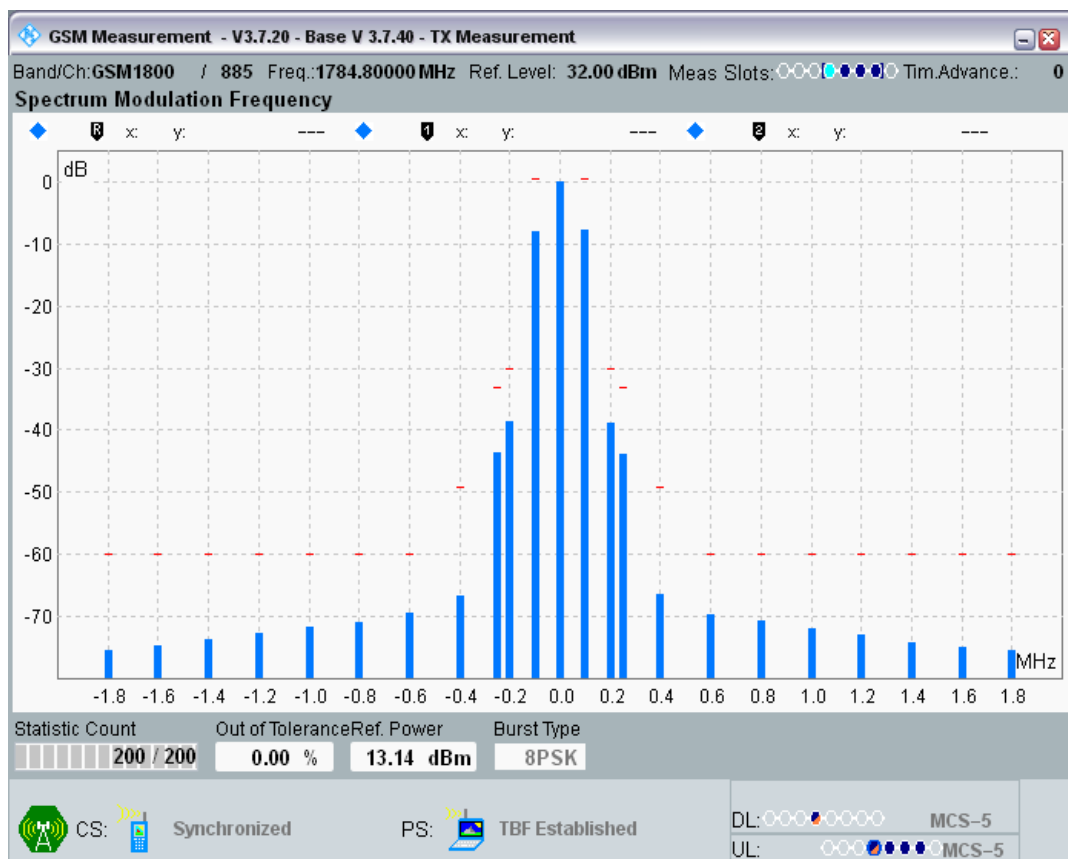 GSM Measurement - V3.7.20 - Base V 3.7.40 - TX Measurement
Band/Ch:GSM1800 / 885 Freq.:1784.80000 MHz Ref. Level: 32.00 dBm Meas Slots: Tim.Advance.: 0
Spectrum Modulation Frequency
R x: y: --- 1 x: y: --- 2 x: y: ---
dB
0
-10
-20
-30
-40
-50
-60
-70
MHz
-1.8 -1.6 -1.4 -1.2 -1.0 -0.8 -0.6 -0.4 -0.2 0.0 0.2 0.4 0.6 0.8 1.0 1.2 1.4 1.6 1.8
Statistic Count Out of Tolerance Ref. Power Burst Type
200 / 200 0.00 % 13.14 dBm 8PSK
CS: Synchronized PS: TBF Established
DL: MCS-5
UL: MCS-5